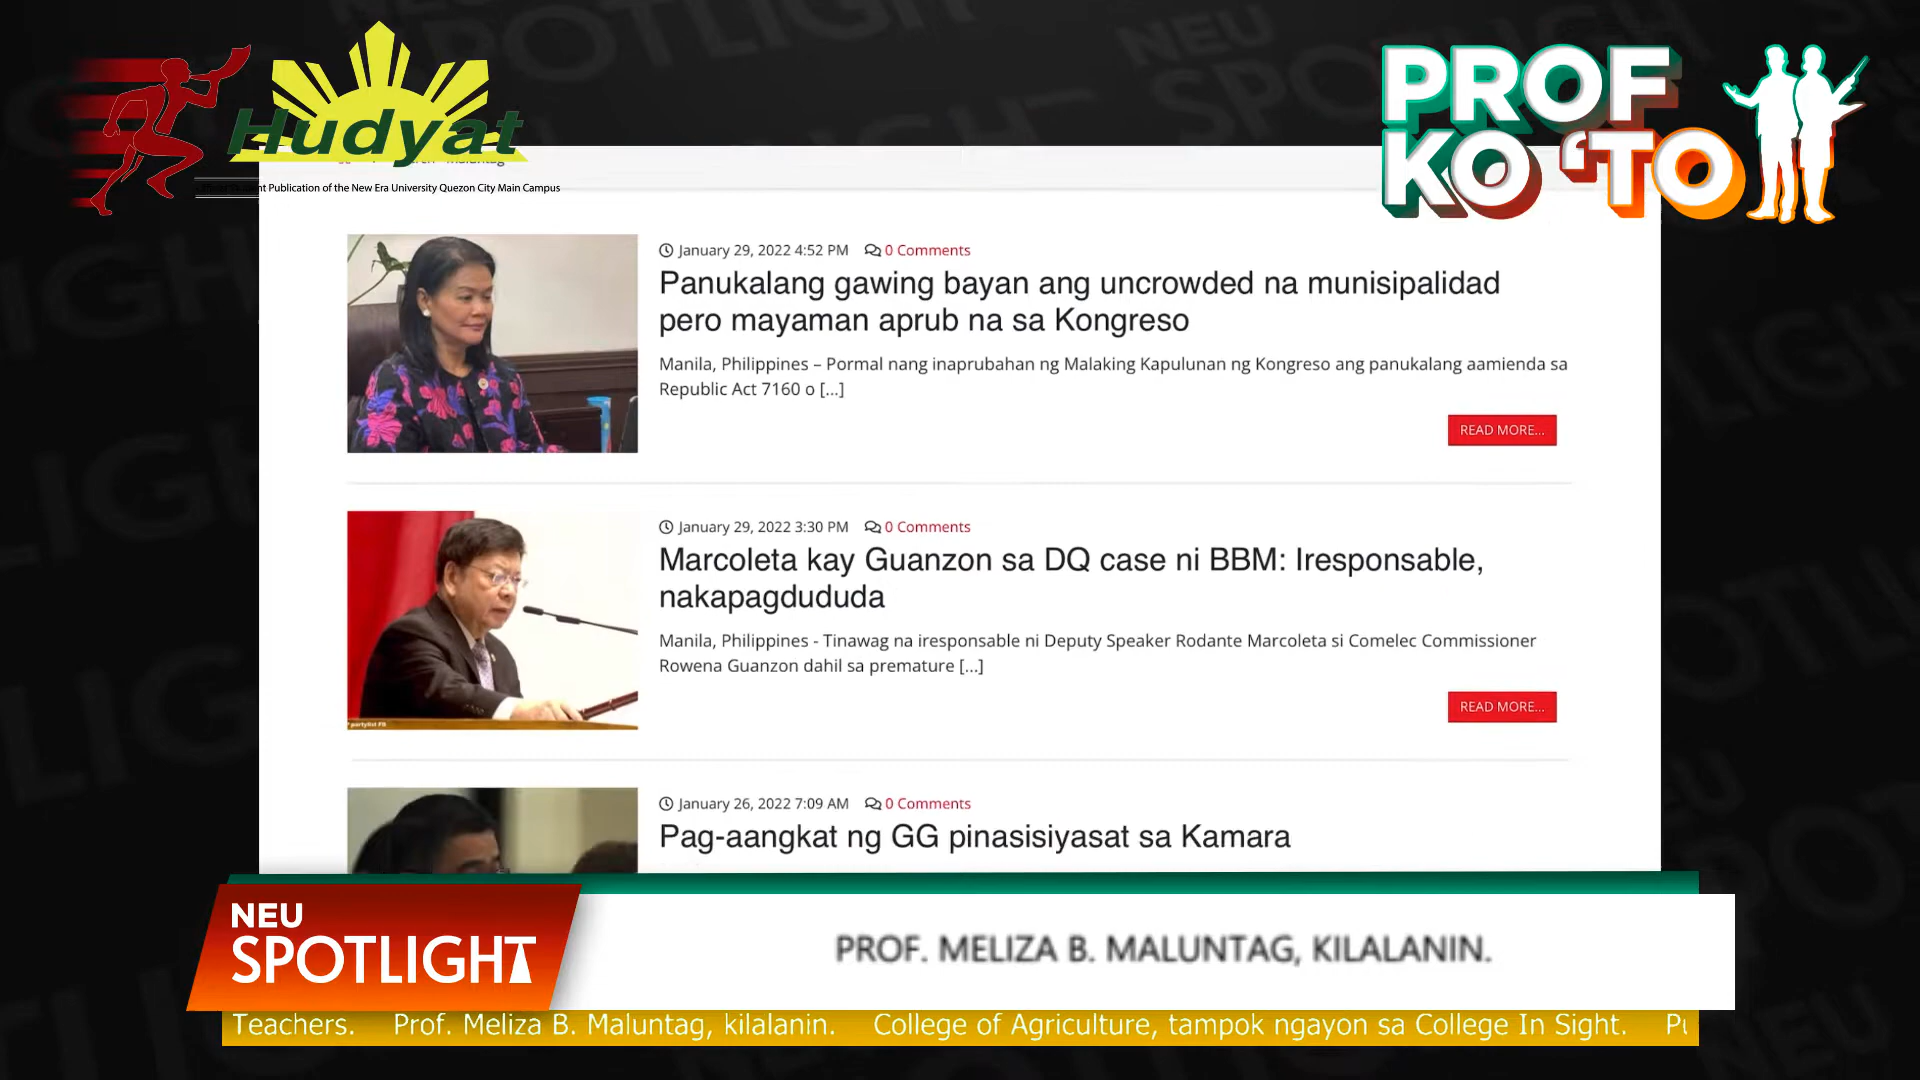 NEU SPOTLIGHT
Hudyat
Publication of the New Era University Quezon City Main Campus
PROF
KO 'TO
January 29, 2022 4:52 PM 0 Comments
Panukalang gawing bayan ang uncrowded na munisipalidad
pero mayaman aprub na sa Kongreso
Manila, Philippines – Pormal nang inaprubahan ng Malaking Kapulunan ng Kongreso ang panukalang aamienda sa
Republic Act 7160 o [...]
READ MORE...
January 29, 2022 3:30 PM 0 Comments
Marcoleta kay Guanzon sa DQ case ni BBM: Iresponsable,
nakapagdududa
Manila, Philippines - Tinawag na iresponsable ni Deputy Speaker Rodante Marcoleta si Comelec Commissioner
Rowena Guanzon dahil sa premature [...]
READ MORE...
January 26, 2022 7:09 AM 0 Comments
Pag-aangkat ng GG pinasisiyasat sa Kamara
NEU
SPOTLIGHT
PROF. MELIZA B. MALUNTAG, KILALANIN.
Teachers. Prof. Meliza B. Maluntag, kilalanin. College of Agriculture, tampok ngayon sa College In Sight.